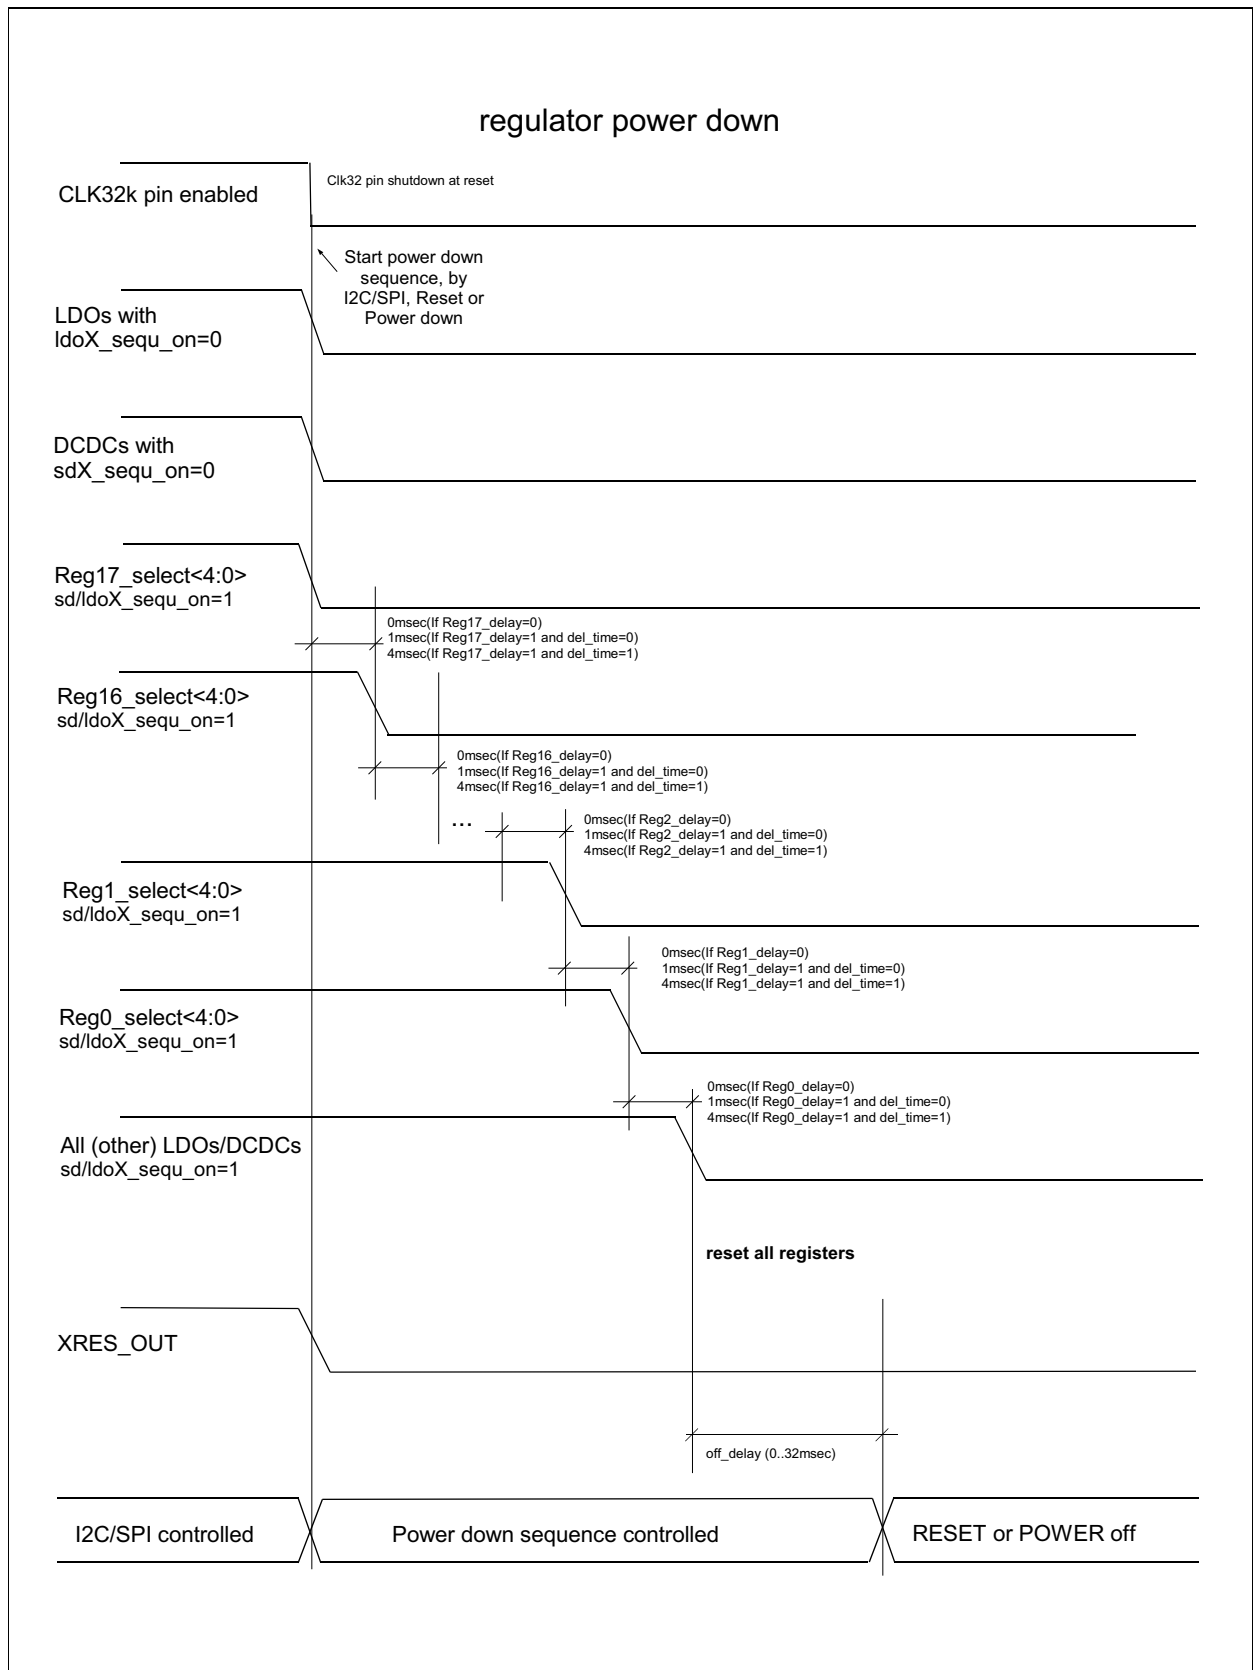 regulator power down
CLK32k pin enabled
Clk32 pin shutdown at reset
Start power down
sequence, by
I2C/SPI, Reset or
Power down
LDOs with
ldoX_sequ_on=0
DCDCs with
sdX_sequ_on=0
Reg17_select<4:0>
sd/ldoX_sequ_on=1
0msec(If Reg17_delay=0)
1msec(If Reg17_delay=1 and del_time=0)
4msec(If Reg17_delay=1 and del_time=1)
Reg16_select<4:0>
sd/ldoX_sequ_on=1
0msec(If Reg16_delay=0)
1msec(If Reg16_delay=1 and del_time=0)
4msec(If Reg16_delay=1 and del_time=1)
...
0msec(If Reg2_delay=0)
1msec(If Reg2_delay=1 and del_time=0)
4msec(If Reg2_delay=1 and del_time=1)
Reg1_select<4:0>
sd/ldoX_sequ_on=1
0msec(If Reg1_delay=0)
1msec(If Reg1_delay=1 and del_time=0)
4msec(If Reg1_delay=1 and del_time=1)
Reg0_select<4:0>
sd/ldoX_sequ_on=1
0msec(If Reg0_delay=0)
1msec(If Reg0_delay=1 and del_time=0)
4msec(If Reg0_delay=1 and del_time=1)
All (other) LDOs/DCDCs
sd/ldoX_sequ_on=1
reset all registers
XRES_OUT
off_delay (0..32msec)
I2C/SPI controlled
Power down sequence controlled
RESET or POWER off